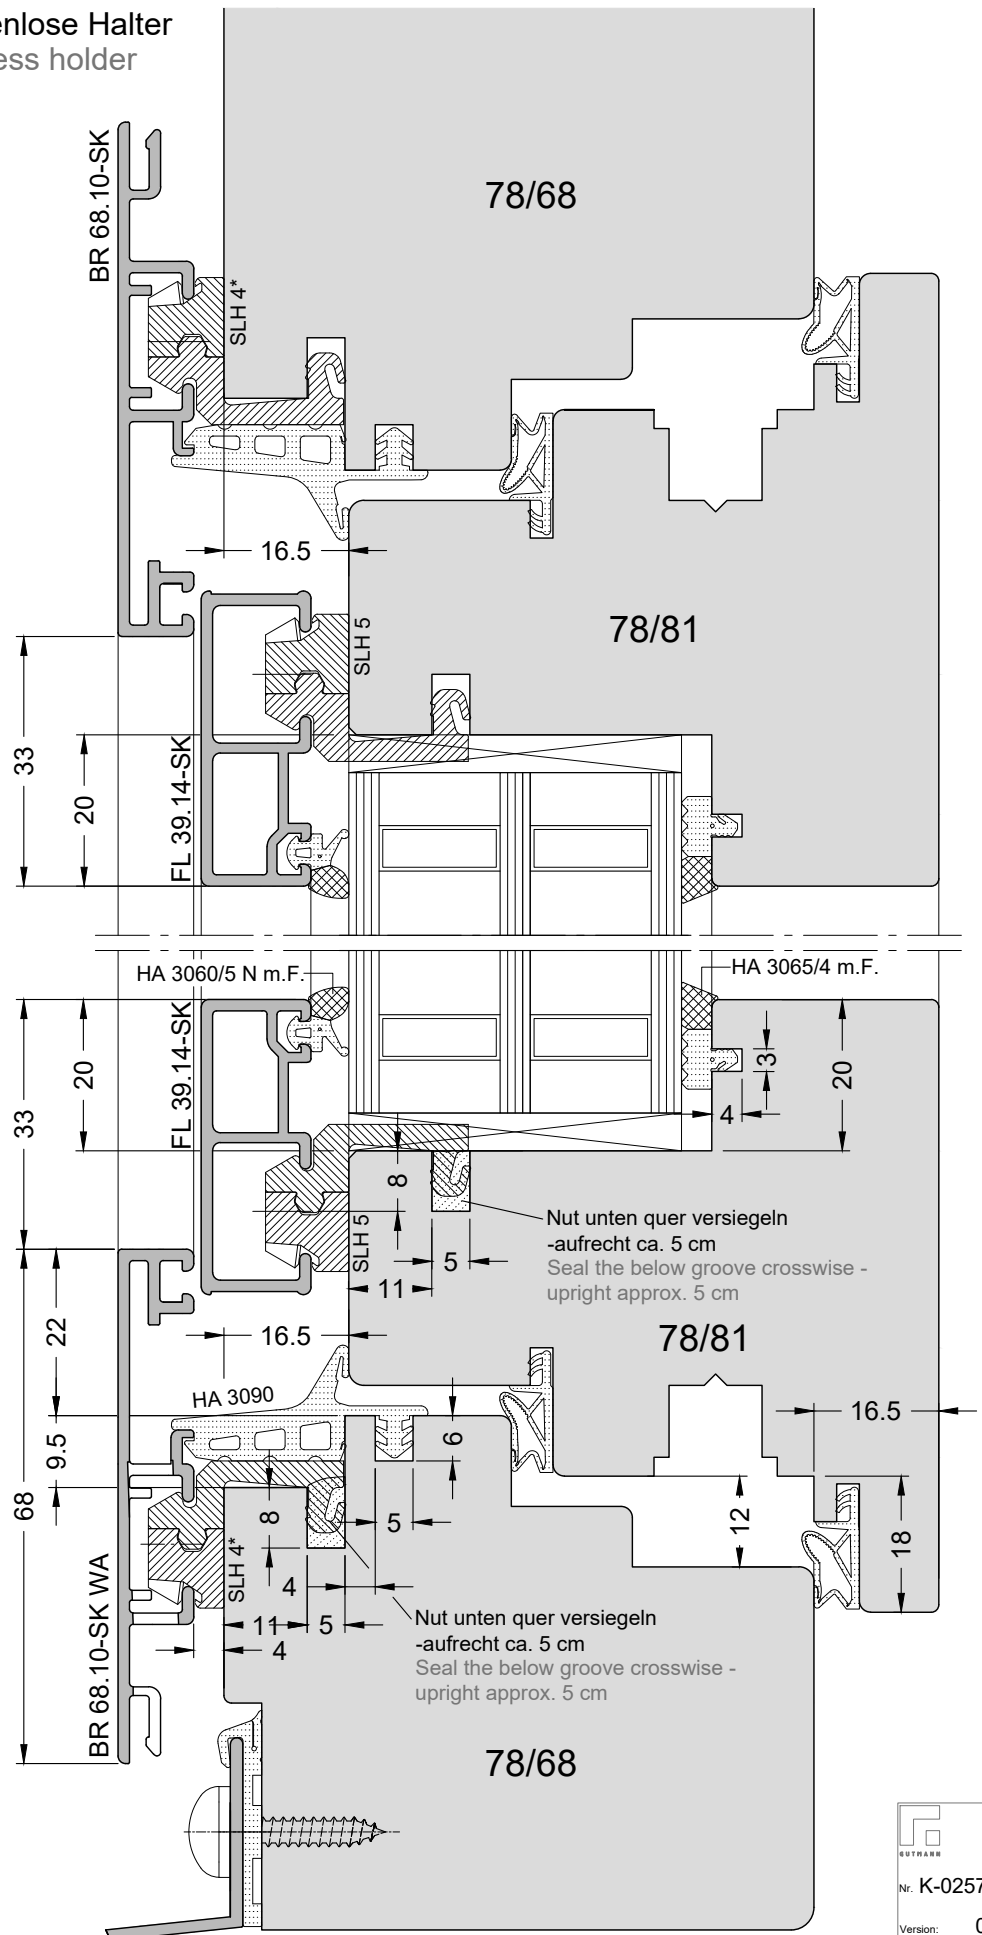 enlose Halter
ess holder
BR 68.10-SK
78/68
SLH 4*
16.5
SLH 5
78/81
33
20
FL 39.14-SK
HA 3060/5 N m.F.
HA 3065/4 m.F.
33
20
FL 39.14-SK
3
4
20
8
Nut unten quer versiegeln
-aufrecht ca. 5 cm
Seal the below groove crosswise -
upright approx. 5 cm
SLH 5
5
11
22
16.5
78/81
HA 3090
9.5
68
6
16.5
8
5
12
18
SLH 4*
4
11
5
4
Nut unten quer versiegeln
-aufrecht ca. 5 cm
Seal the below groove crosswise -
upright approx. 5 cm
BR 68.10-SK WA
78/68
GUTMANN
Nr. K-0257
Version: 0